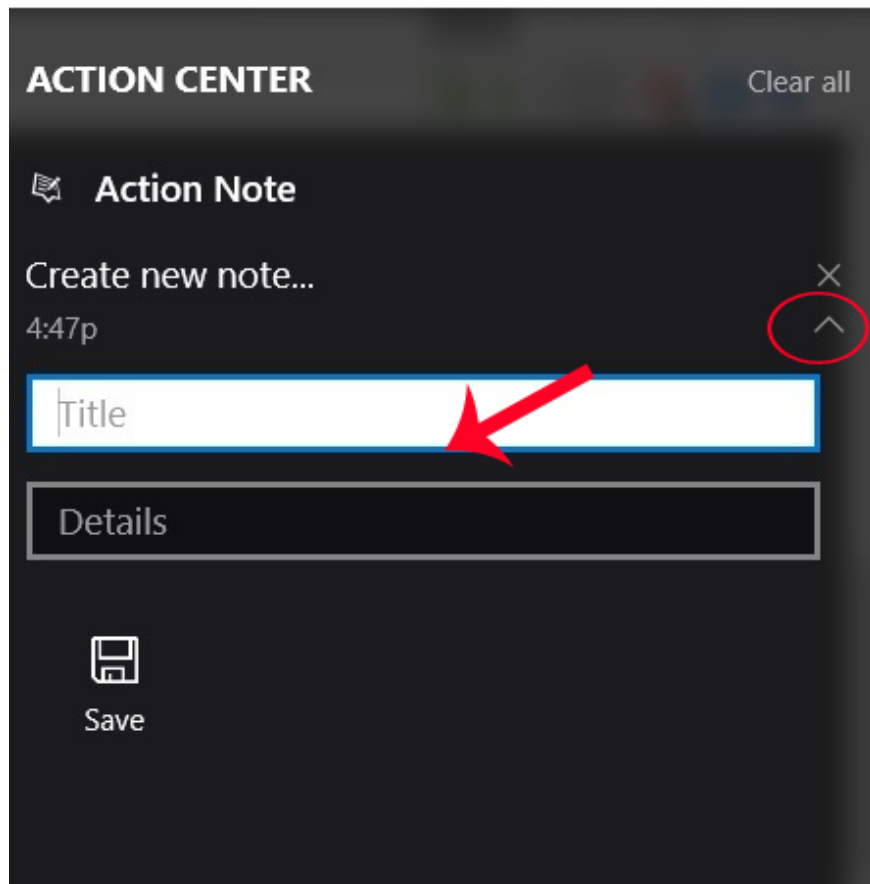 ACTION CENTER Clear all
Action Note
Create new note...
4:47p
Title
Details
Save